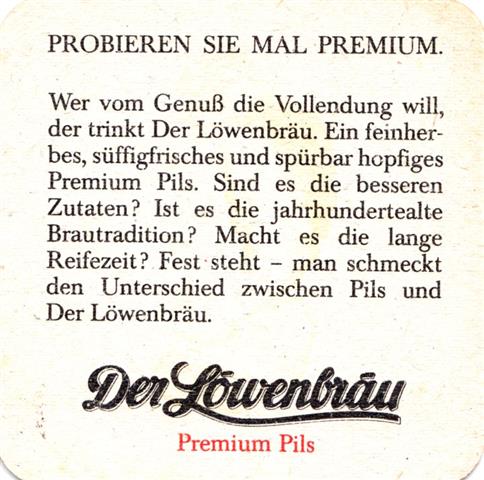 PROBIEREN SIE MAL PREMIUM.
Wer vom Genuß die Vollendung will,
der trinkt Der Löwenbräu. Ein feinher-
bes, süffigfrisches und spürbar hopfiges
Premium Pils. Sind es die besseren
Zutaten? Ist es die jahrhundertealte
Brautradition? Macht es die lange
Reifezeit? Fest steht – man schmeckt
den Unterschied zwischen Pils und
Der Löwenbräu.
Der Löwenbräu
Premium Pils